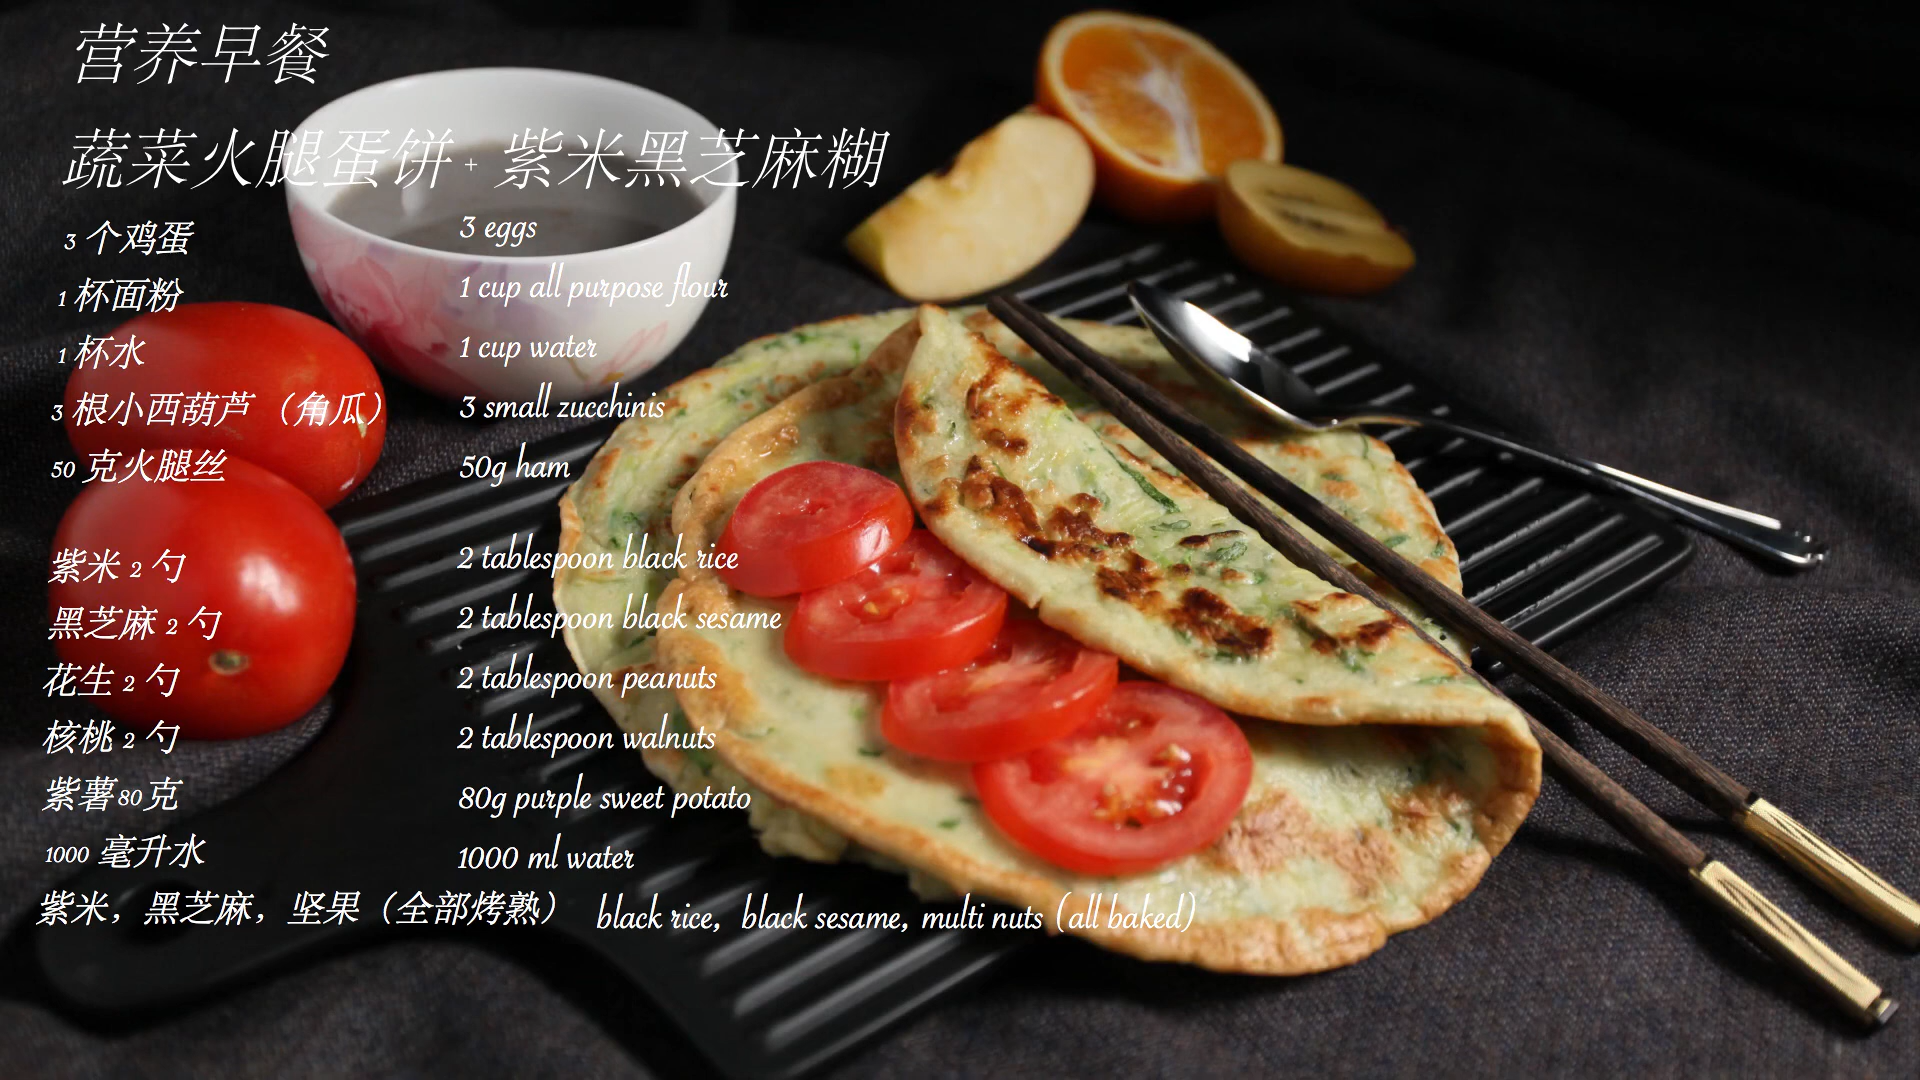 营养早餐
蔬菜火腿蛋饼 + 紫米黑芝麻糊
3 个鸡蛋
1 杯面粉
1 杯水
3 根小西葫芦（角瓜）
50 克火腿丝
3 eggs
1 cup all purpose flour
1 cup water
3 small zucchinis
50g ham
紫米 2 勺
黑芝麻 2 勺
花生 2 勺
核桃 2 勺
紫薯80克
1000 毫升水
2 tablespoon black rice
2 tablespoon black sesame
2 tablespoon peanuts
2 tablespoon walnuts
80g purple sweet potato
1000 ml water
紫米，黑芝麻，坚果（全部烤熟）
black rice, black sesame, multi nuts (all baked)